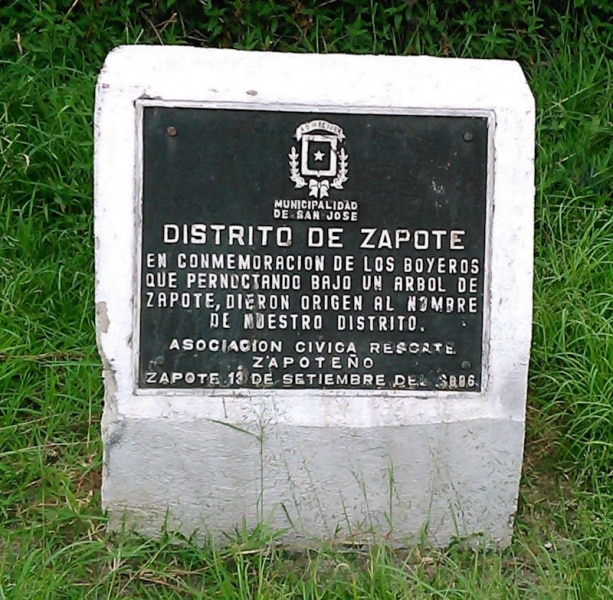 MUNICIPALIDAD
DE SAN JOSE
DISTRITO DE ZAPOTE
EN CONMEMORACION DE LOS BOYEROS
QUE PERNOCTANDO BAJO UN ARBOL DE
ZAPOTE, DIERON ORIGEN AL NOMBRE
DE NUESTRO DISTRITO.
ASOCIACION CIVICA RESCATE
ZAPOTEÑO
ZAPOTE 13 DE SETIEMBRE DEL